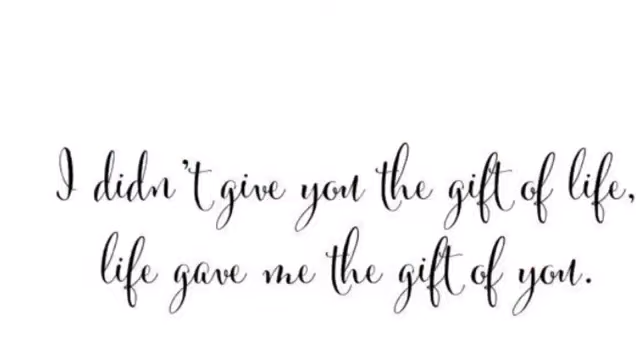 I didn't give you the gift of life,
life gave me the gift of you.